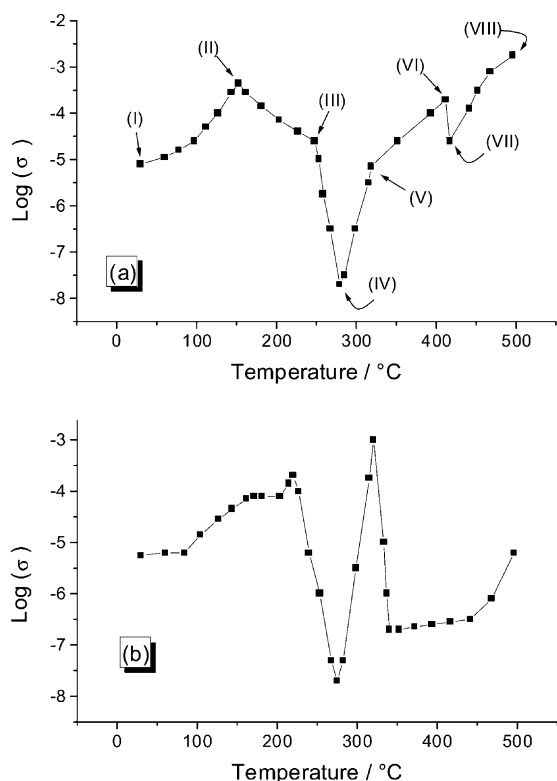 -2
(VIII)
(II)
-3
(VI)
(III)
-4
(I)
-5
(VII)
(V)
-6
-7
(IV)
-8
Log (σ)
(a)
0 100 200 300 400 500
Temperature / °C
-3
-4
-5
-6
-7
-8
Log (σ)
(b)
0 100 200 300 400 500
Temperature / °C